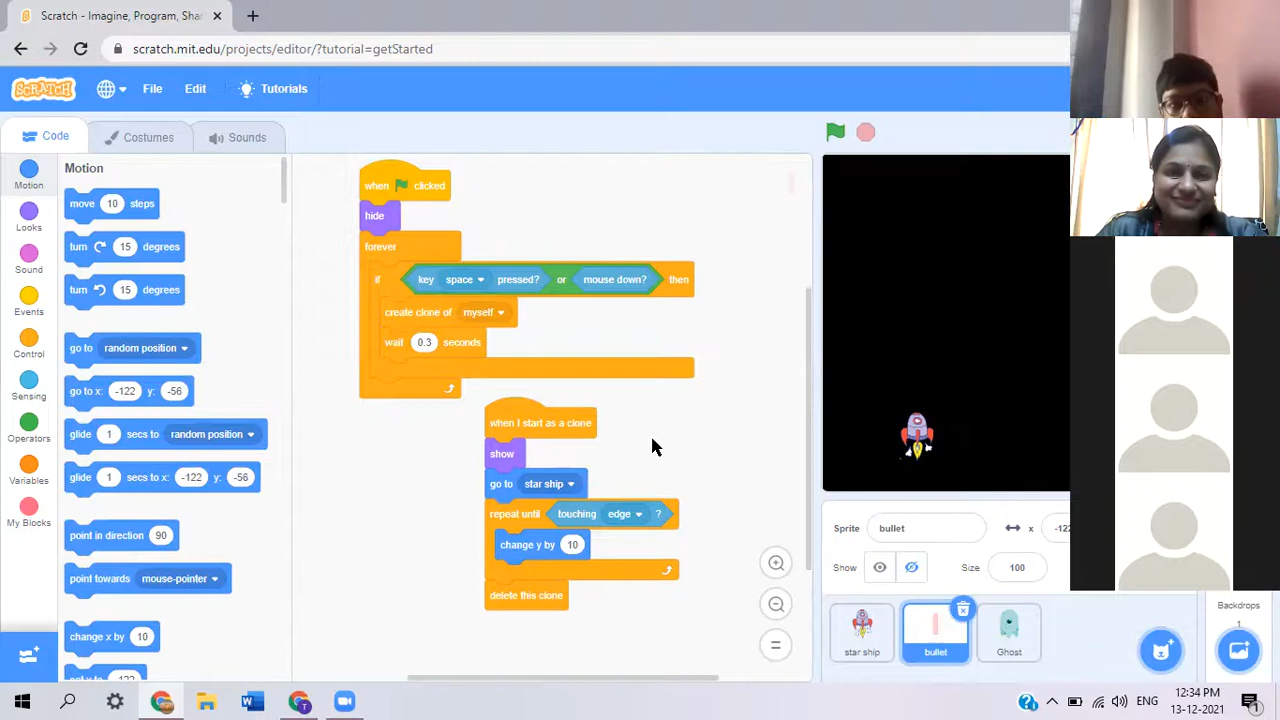 Scratch - Imagine, Program, Shar
scratch.mit.edu/projects/editor/?tutorial=getStarted
SCRATCH
File
Edit
Tutorials
Code
Costumes
Sounds
Motion
Looks
Sound
Events
Control
Sensing
Operators
Variables
My Blocks
Motion
move 10 steps
turn 15 degrees
turn 15 degrees
go to random position
go to x: -122 y: -56
glide 1 secs to random position
glide 1 secs to x: -122 y: -56
point in direction 90
point towards mouse-pointer
change x by 10
when clicked
hide
forever
if key space pressed? or mouse down? then
create clone of myself
wait 0.3 seconds
when I start as a clone
show
go to star ship
repeat until touching edge ?
change y by 10
delete this clone
Sprite bullet x -122
Show Size 100
star ship
bullet
Ghost
Backdrops
1
ENG
12:34 PM
13-12-2021